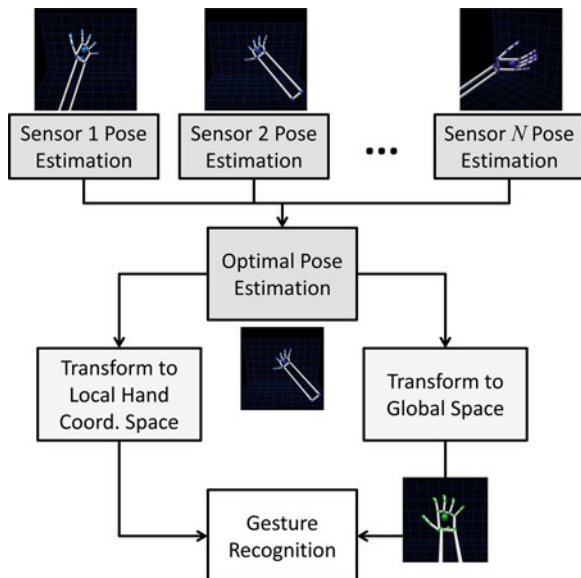 Sensor 1 Pose
Estimation
Sensor 2 Pose
Estimation
...
Sensor N Pose
Estimation
Optimal Pose
Estimation
Transform to
Local Hand
Coord. Space
Transform to
Global Space
Gesture
Recognition